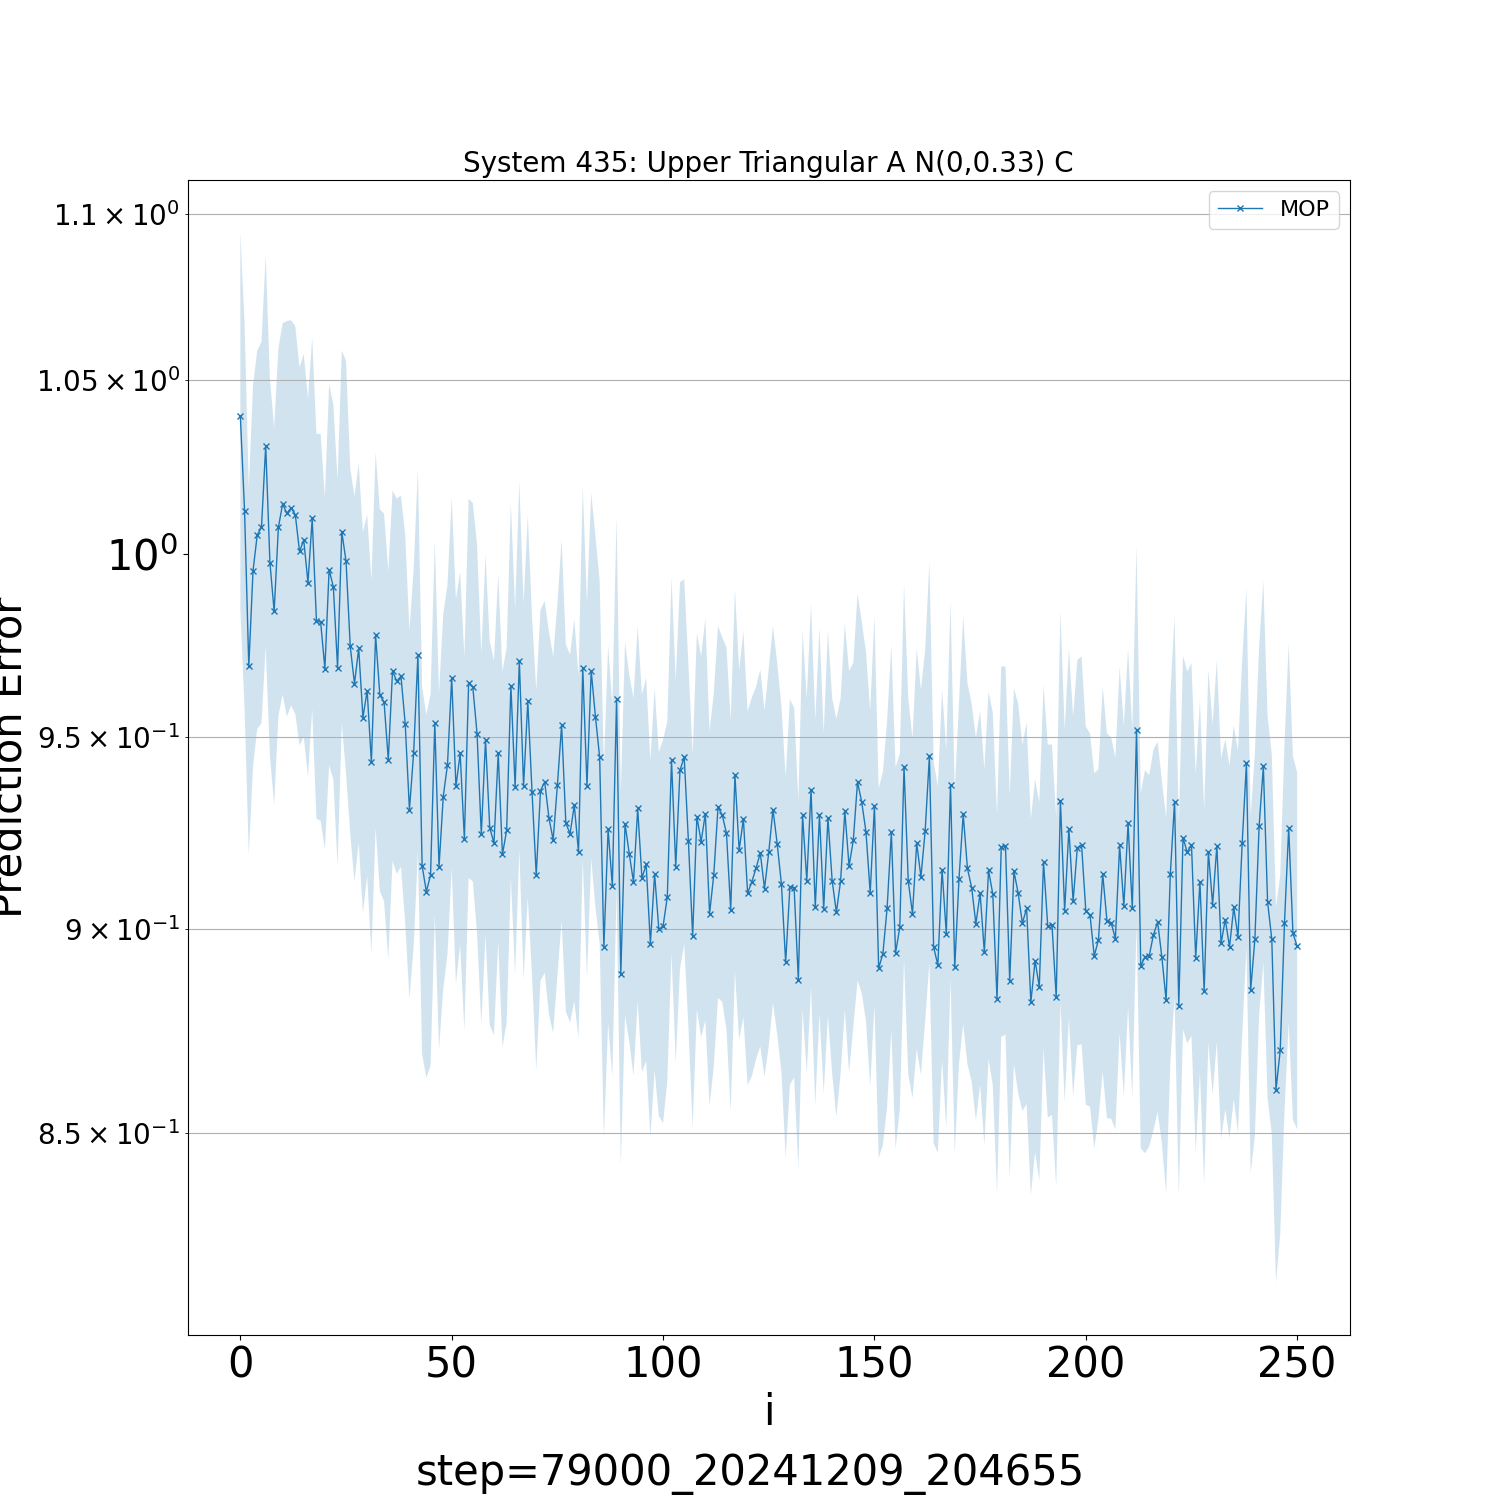 System 435: Upper Triangular A N(0,0.33) C
MOP
1.1 × 10⁰
1.05 × 10⁰
10⁰
9.5 × 10⁻¹
9 × 10⁻¹
8.5 × 10⁻¹
Prediction Error
0 50 100 150 200 250
i
step=79000_20241209_204655